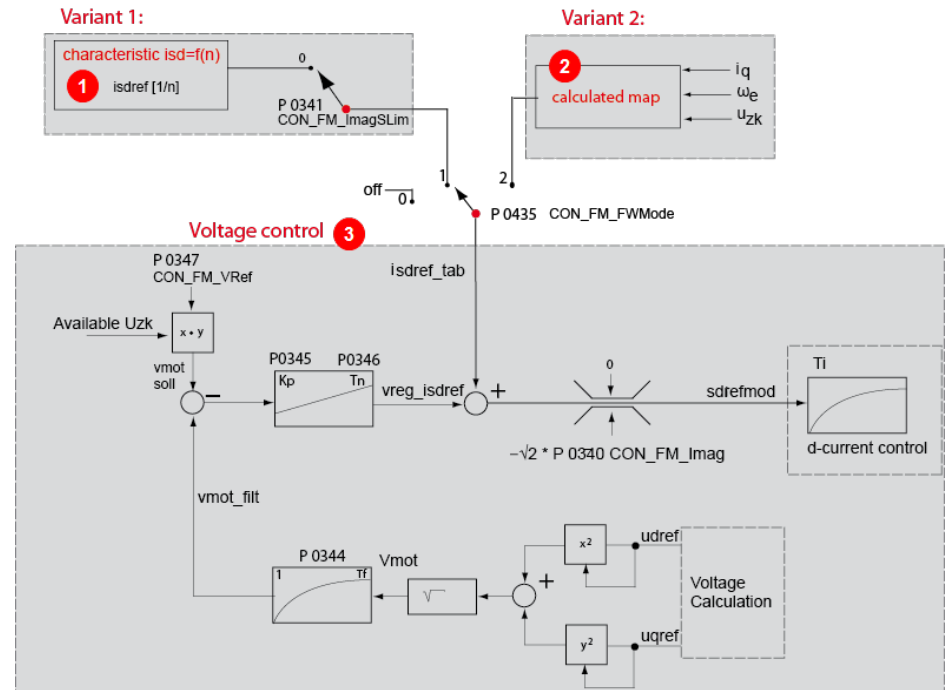 Variant 1:
Variant 2:
characteristic isd=f(n)
1
isdref [1/n]
0
P 0341
CON_FM_ImagSLim
2
calculated map
iq
ωe
uzk
off
0
1
2
P 0435 CON_FM_FWMode
Voltage control 3
isdref_tab
P 0347
CON_FM_VRef
Available Uzk
x • y
vmot
soll
−
P0345 P0346
Kp Tn
vreg_isdref
+
0
−√2 * P 0340 CON_FM_Imag
sdrefmod
Ti
d-current control
vmot_filt
P 0344
1 Tf
Vmot
√
+
x²
udref
y²
uqref
Voltage
Calculation